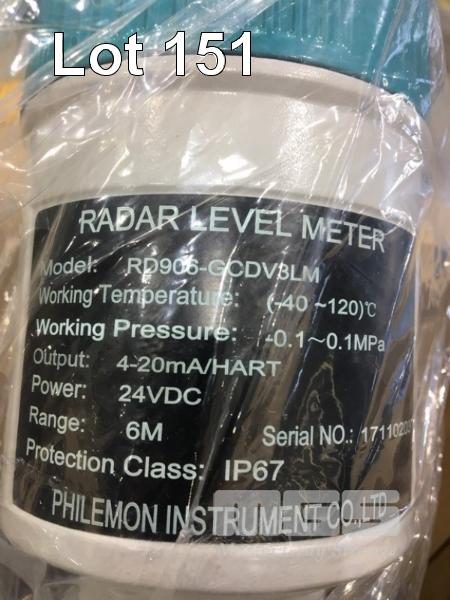 Lot 151
RADAR LEVEL METER
Model: RD906-GCDV3LM
Working Temperature: (-40 ~120)℃
Working Pressure: -0.1~0.1MPa
Output: 4-20mA/HART
Power: 24VDC
Range: 6M Serial NO.:
Protection Class: IP67
PHILEMON INSTRUMENT CO.,LTD